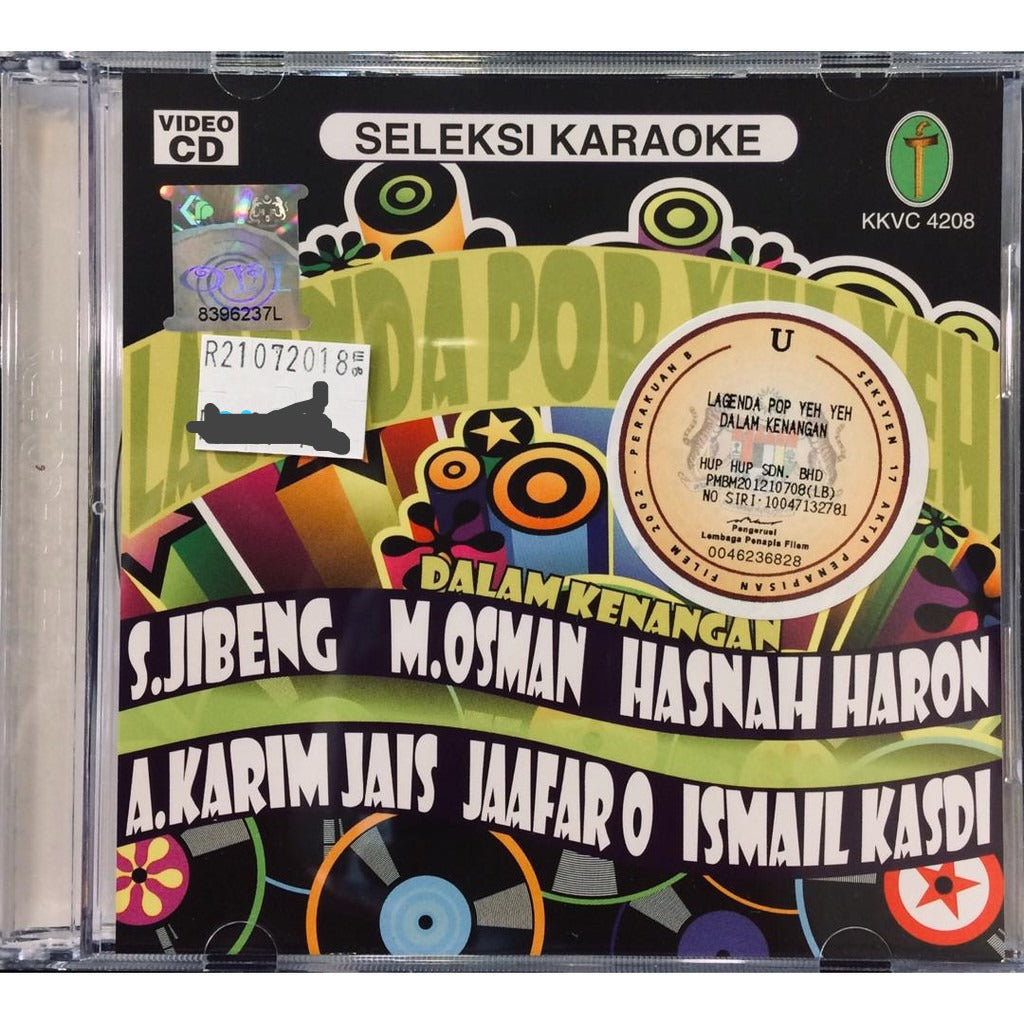 VIDEO
CD
SELEKSI KARAOKE
KKVC 4208
8396237L
R21072018
LAGENDA POP YEH YEH
U
PERAKUAN B
SEKSYEN 17 AKTA PENAPISAN FILEM 2002
LAGENDA POP YEH YEH
DALAM KENANGAN
HUP HUP SDN. BHD
PMBM201210708(LB)
NO SIRI:10047132781
Pengerusi
Lembaga Penapis Filem
0046236828
DALAM KENANGAN
S.JIBENG M.OSMAN HASNAH HARON
A.KARIM JAIS JAAFAR O ISMAIL KASDI